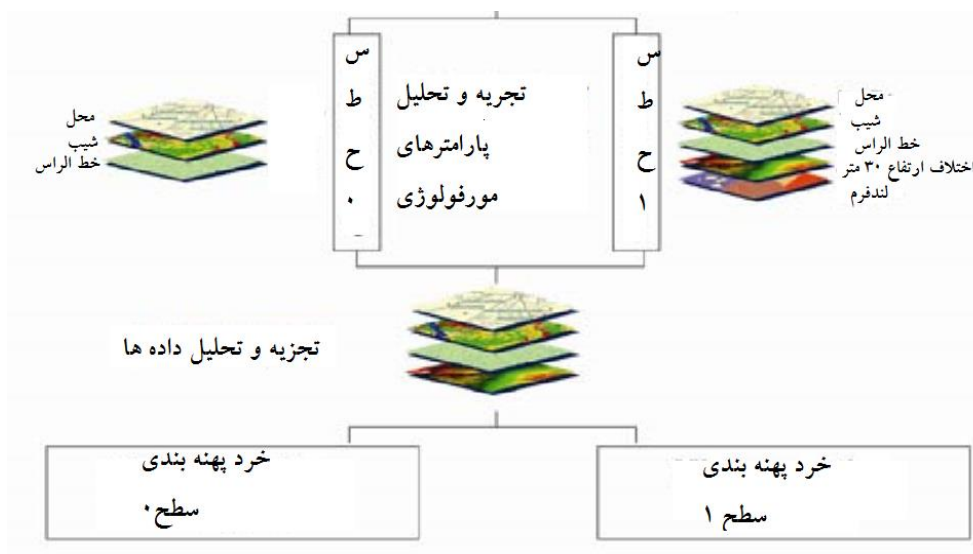 س
ط
ح
۱
محل
شیب
خط الراس
اختلاف ارتفاع ۳۰ متر
لندفرم
تجریه و تحلیل
پارامترهای
مورفولوژی
س
ط
ح
۰
محل
شیب
خط الراس
تجزیه و تحلیل داده ها
خرد پهنه بندی
سطح ۱
خرد پهنه بندی
سطح۰